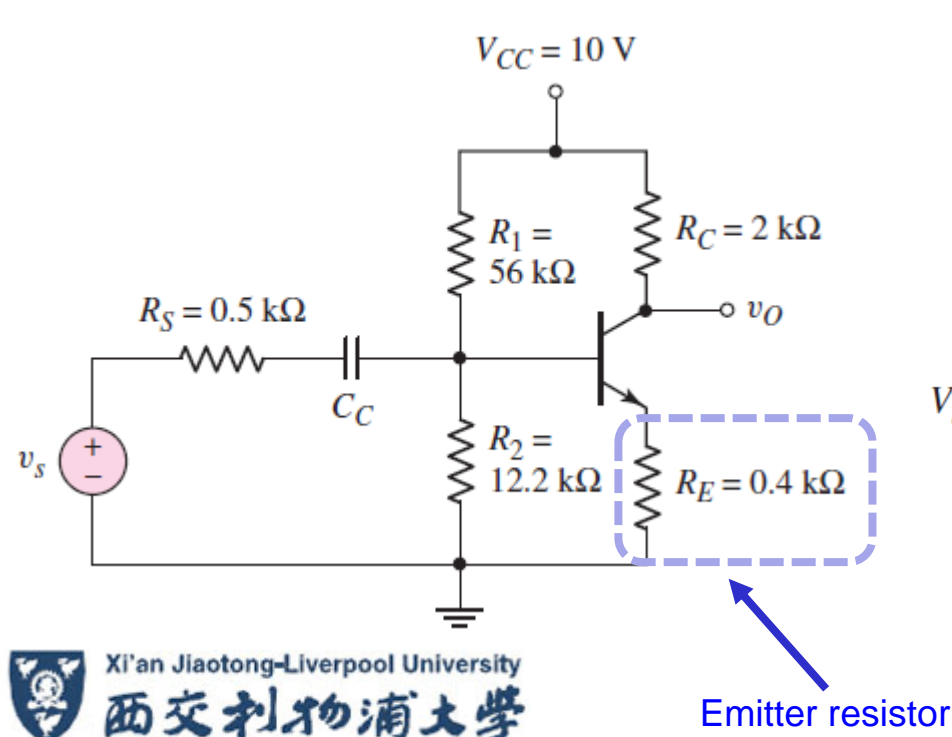 V_CC = 10 V
R_1 =
56 kΩ
R_C = 2 kΩ
R_S = 0.5 kΩ
v_O
C_C
V
v_s
+
−
R_2 =
12.2 kΩ
R_E = 0.4 kΩ
Xi'an Jiaotong-Liverpool University
西交利物浦大學
Emitter resistor